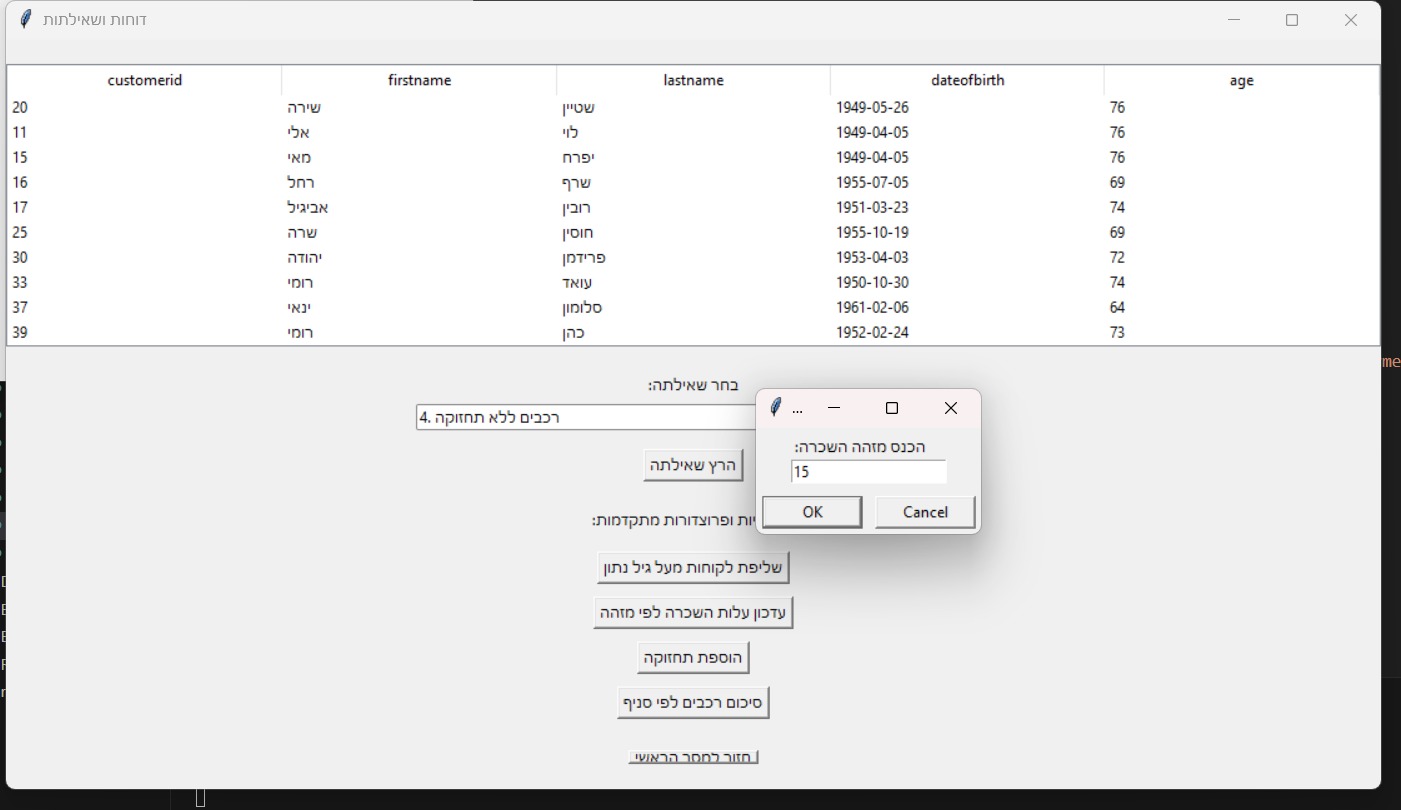 דוחות ושאילתות
customerid firstname lastname dateofbirth age
20 שירה שטיין 1949-05-26 76
11 אלי לוי 1949-04-05 76
15 מאי יפרח 1949-04-05 76
16 רחל שרף 1955-07-05 69
17 אביגיל רובין 1951-03-23 74
25 שרה חוסין 1955-10-19 69
30 יהודה פרידמן 1953-04-03 72
33 רומי עואד 1950-10-30 74
37 ינאי סלומון 1961-02-06 64
39 רומי כהן 1952-02-24 73
בחר שאילתה:
4. רכבים ללא תחזוקה
הרץ שאילתה
...
הכנס מזהה השכרה:
15
OK Cancel
ופרוצדורות מתקדמות:
שליפת לקוחות מעל גיל נתון
עדכון עלות השכרה לפי מזהה
הוספת תחזוקה
סיכום רכבים לפי סניף
חזור למסך הראשי
me